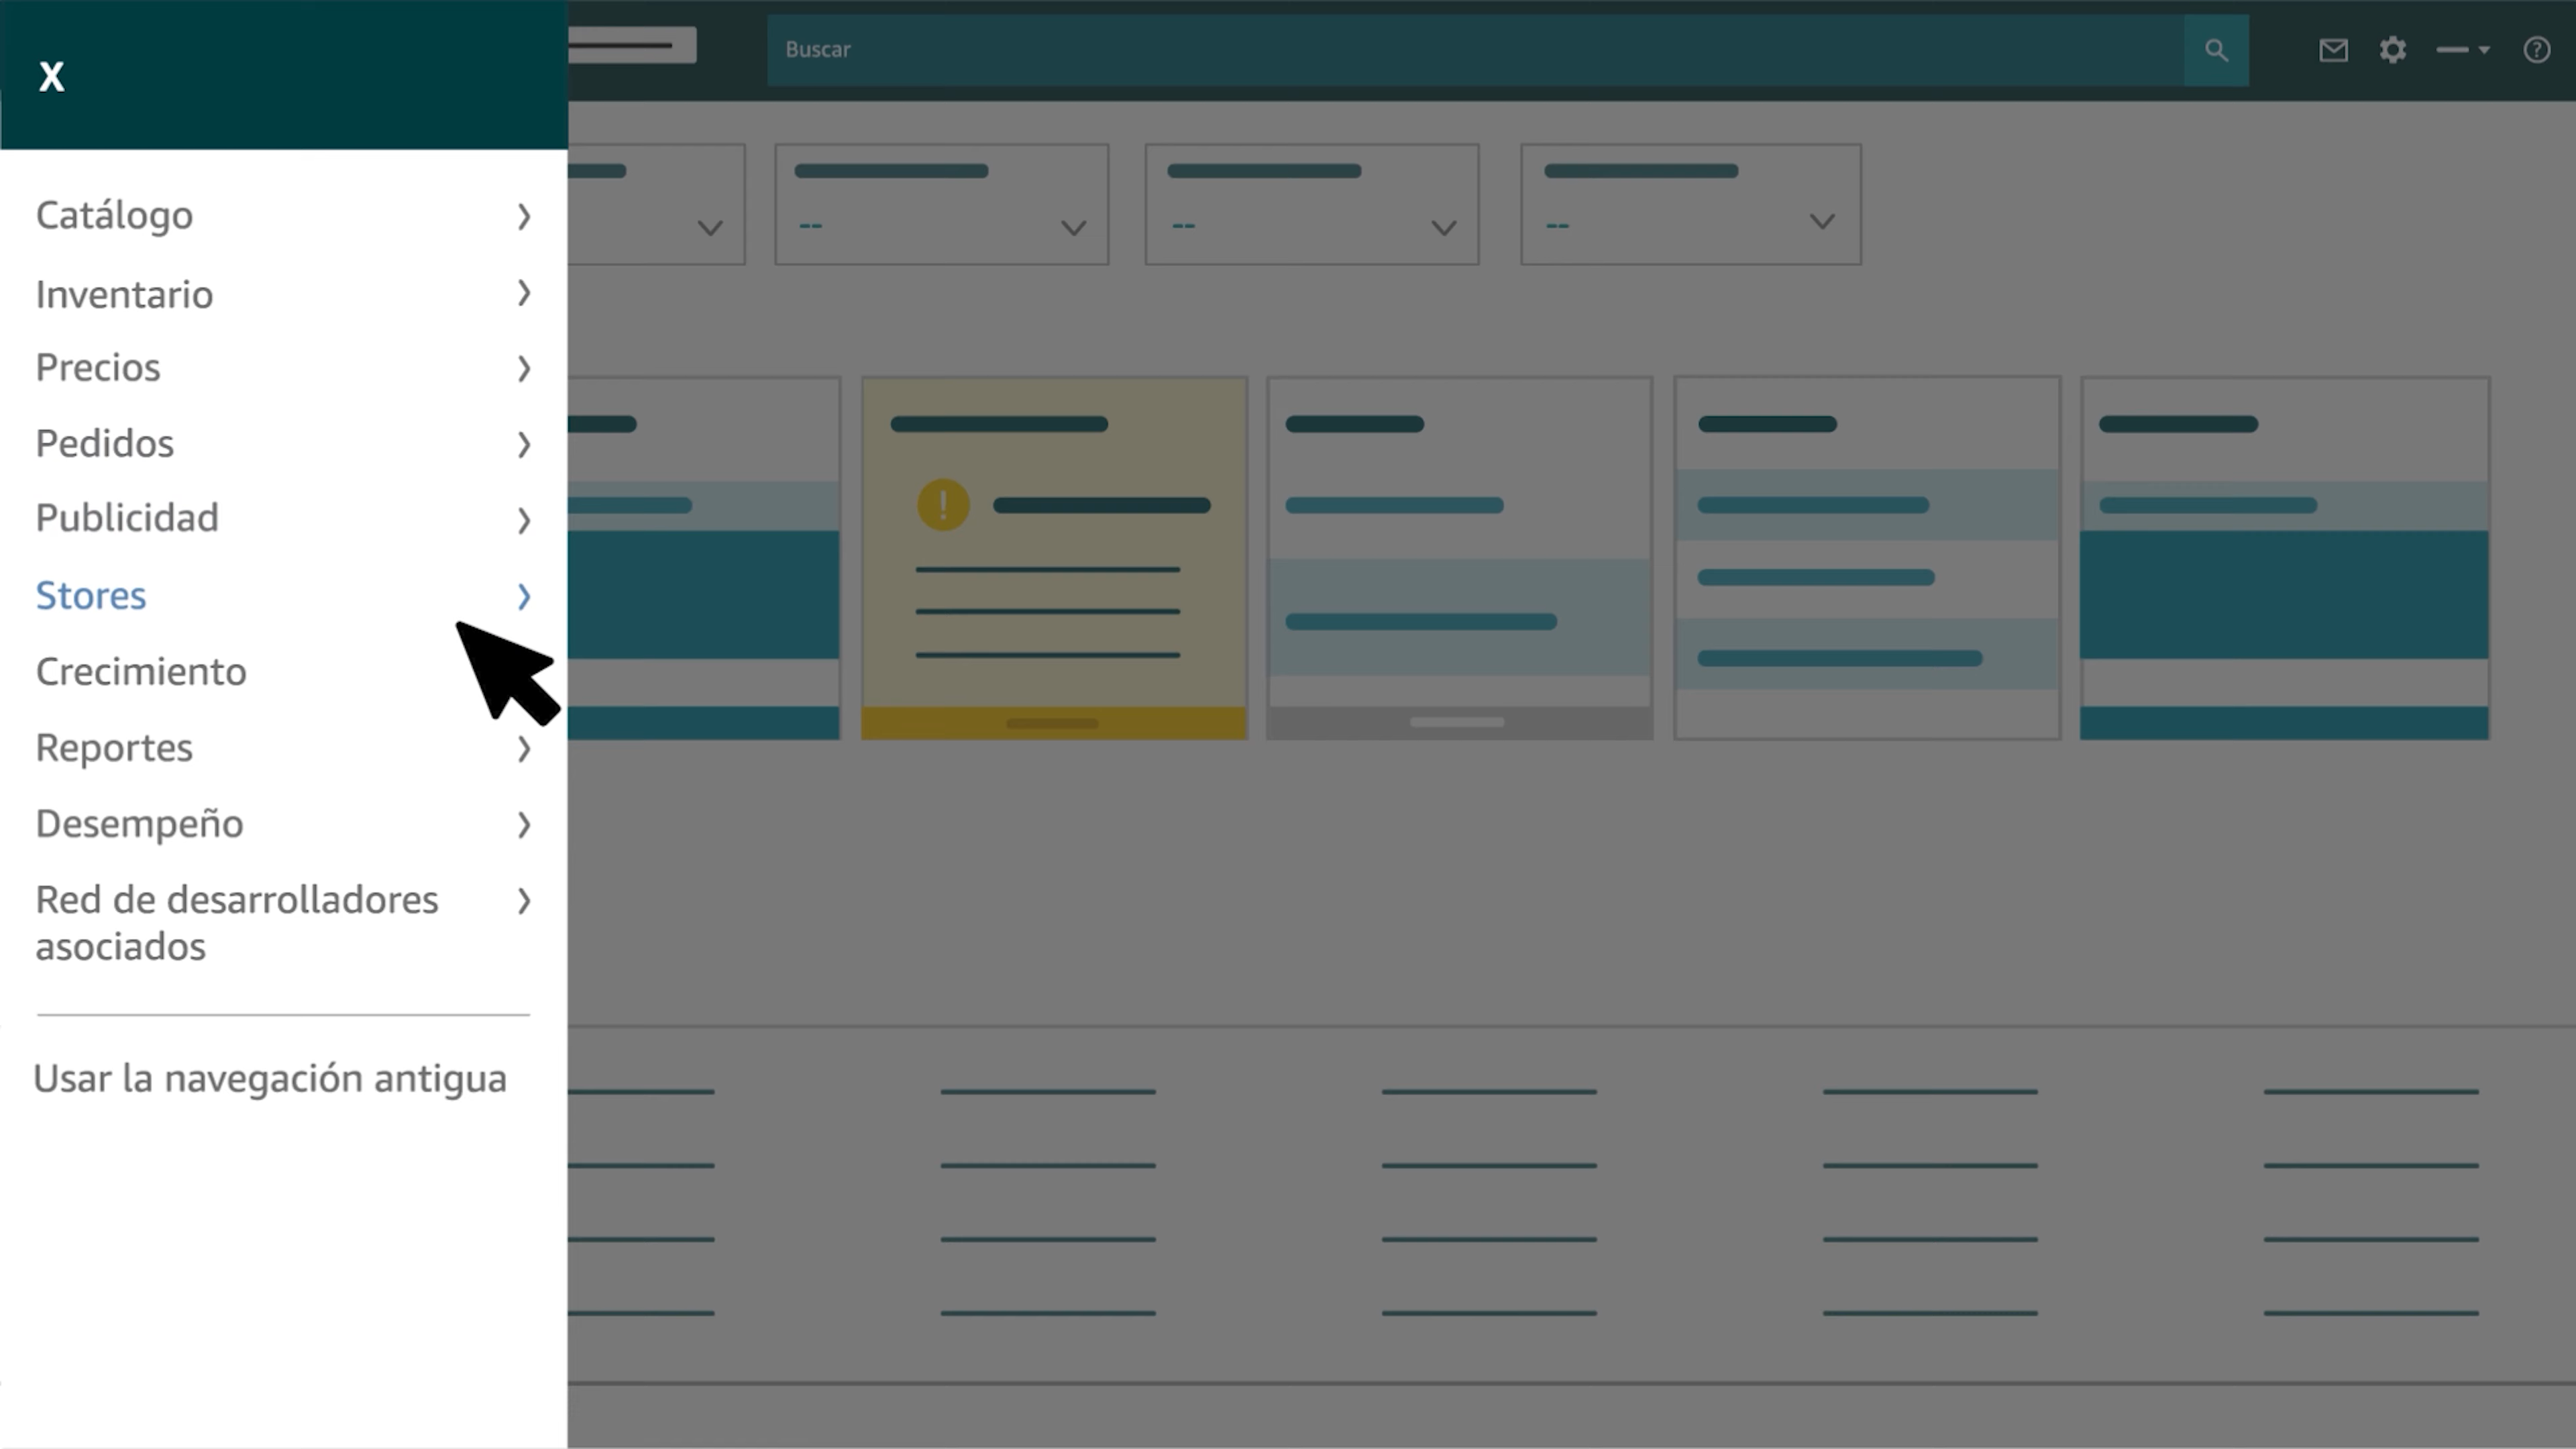 X
Buscar
Catálogo
Inventario
Precios
Pedidos
Publicidad
Stores
Crecimiento
Reportes
Desempeño
Red de desarrolladores
asociados
Usar la navegación antigua